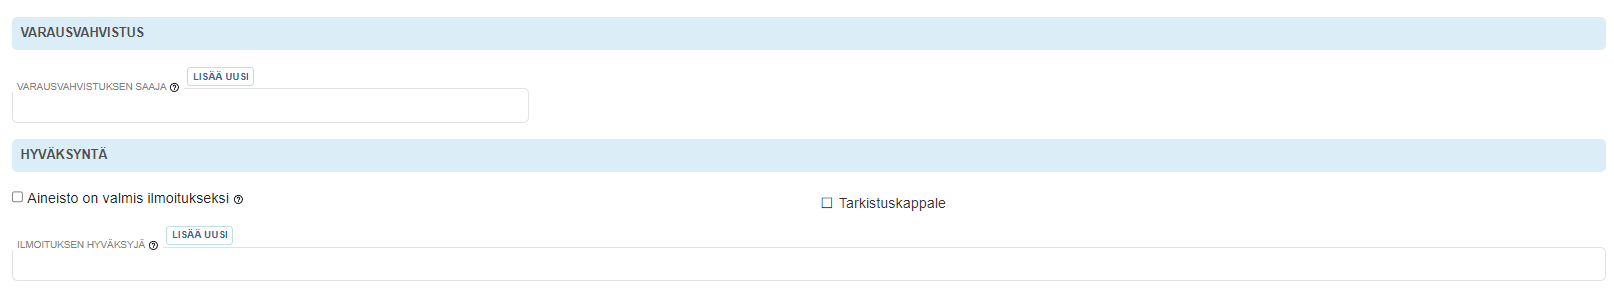 VARAUSVAHVISTUS
VARAUSVAHVISTUKSEN SAAJA LISÄÄ UUSI
HYVÄKSYNTÄ
Aineisto on valmis ilmoitukseksi
Tarkistuskappale
ILMOITUKSEN HYVÄKSYJÄ LISÄÄ UUSI